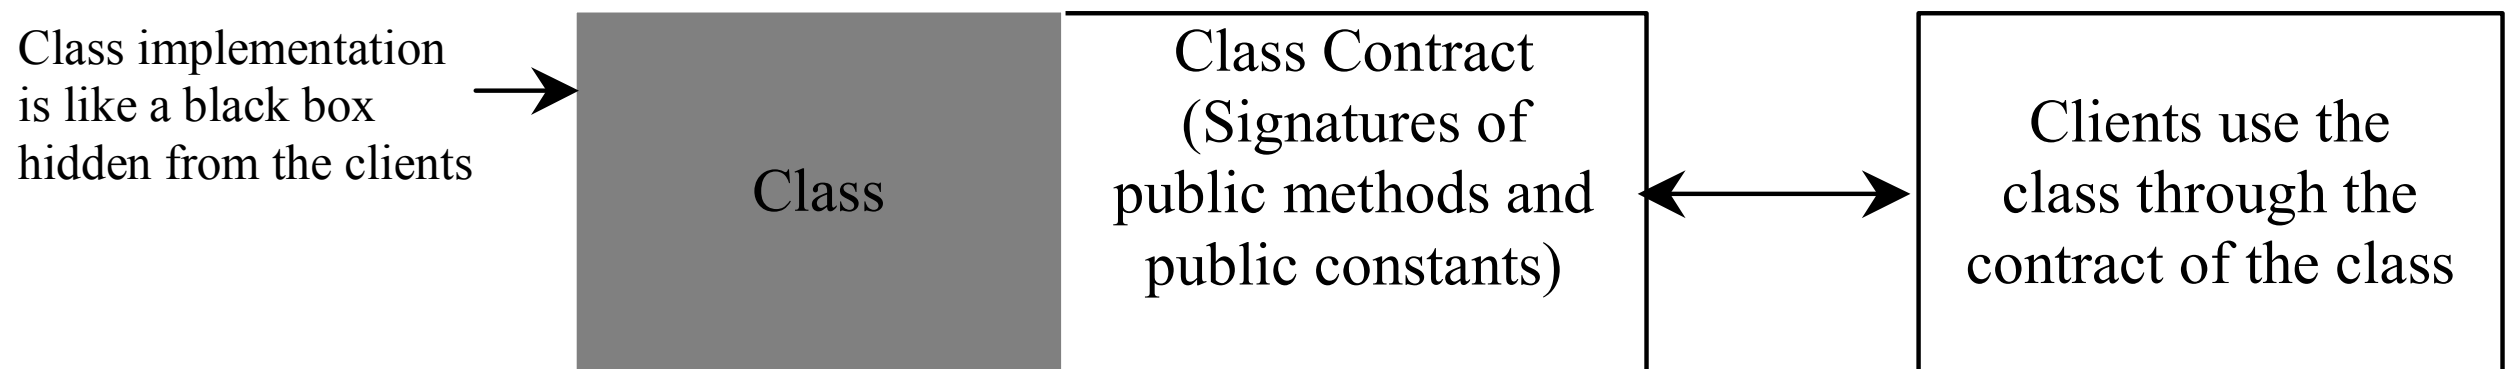 Class implementation
is like a black box
hidden from the clients
Class
Class Contract
(Signatures of
public methods and
public constants)
Clients use the
class through the
contract of the class